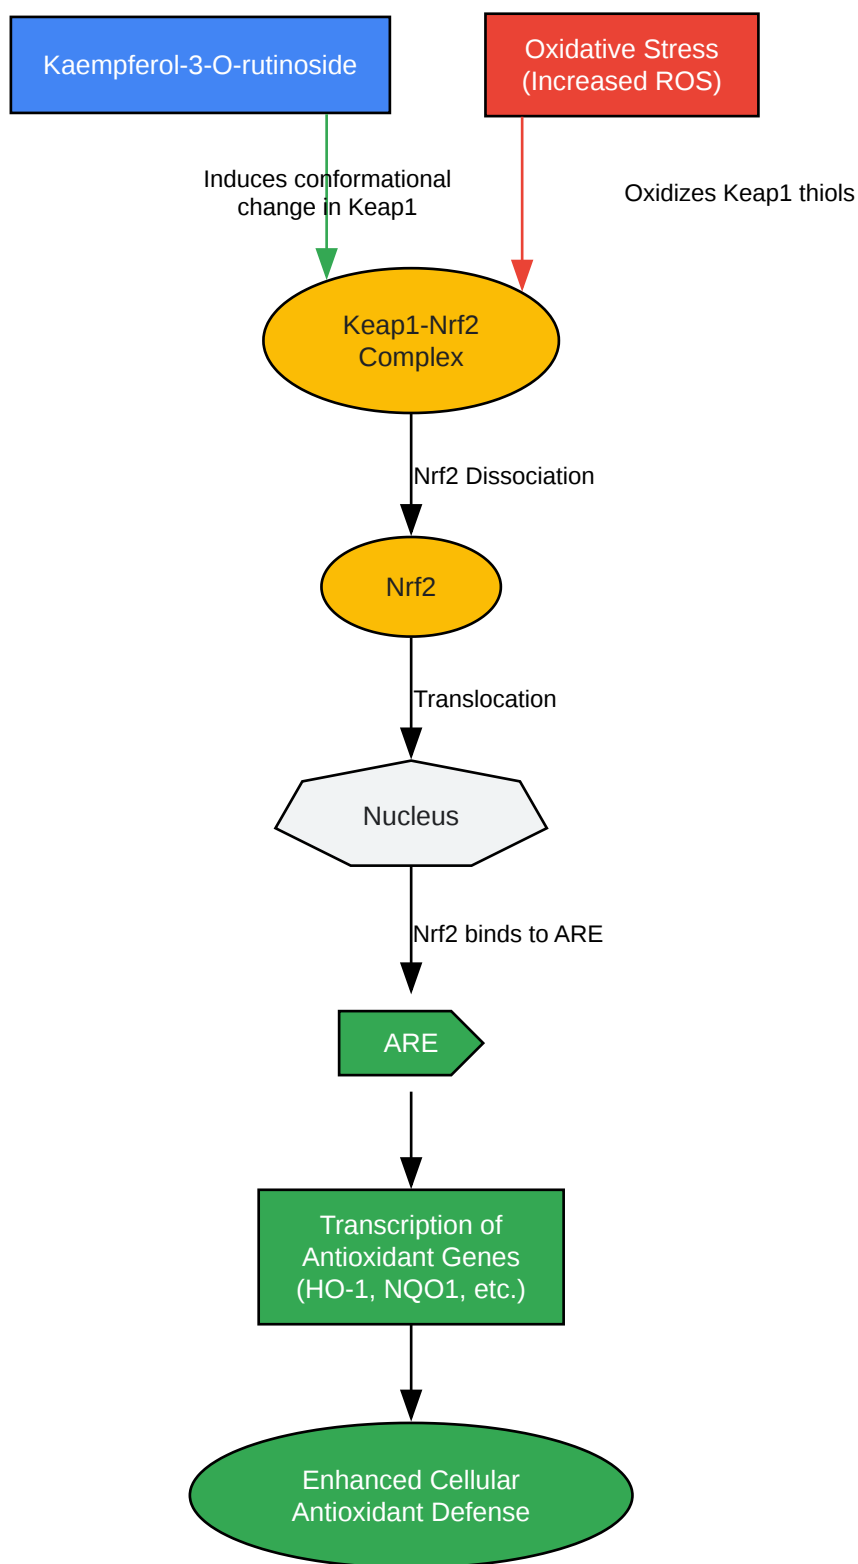 Kaempferol-3-O-rutinoside
Oxidative Stress
(Increased ROS)
Induces conformational
change in Keap1
Oxidizes Keap1 thiols
Keap1-Nrf2
Complex
Nrf2 Dissociation
Nrf2
Translocation
Nucleus
Nrf2 binds to ARE
ARE
Transcription of
Antioxidant Genes
(HO-1, NQO1, etc.)
Enhanced Cellular
Antioxidant Defense